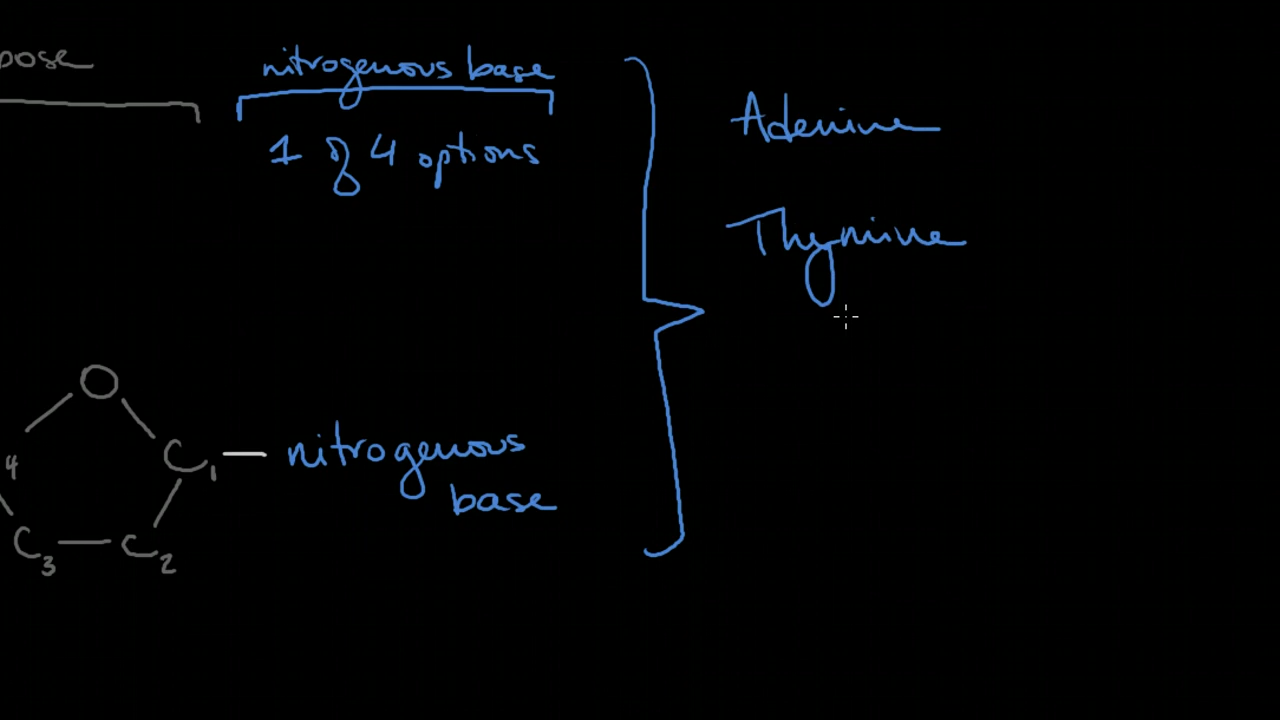 pose
nitrogenous base
1 of 4 options
Adenine
Thymine
O
4
C1
nitrogenous
base
C3
C2